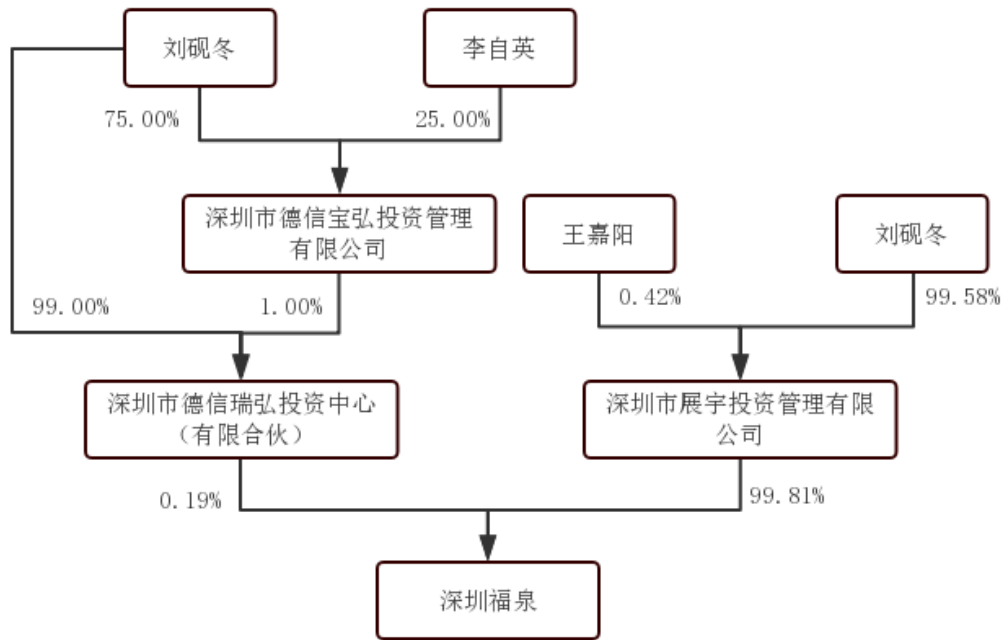 刘砚冬
李自英
75.00%
25.00%
深圳市德信宝弘投资管理
有限公司
王嘉阳
刘砚冬
99.00%
1.00%
0.42%
99.58%
深圳市德信瑞弘投资中心
（有限合伙）
深圳市展宇投资管理有限
公司
0.19%
99.81%
深圳福泉